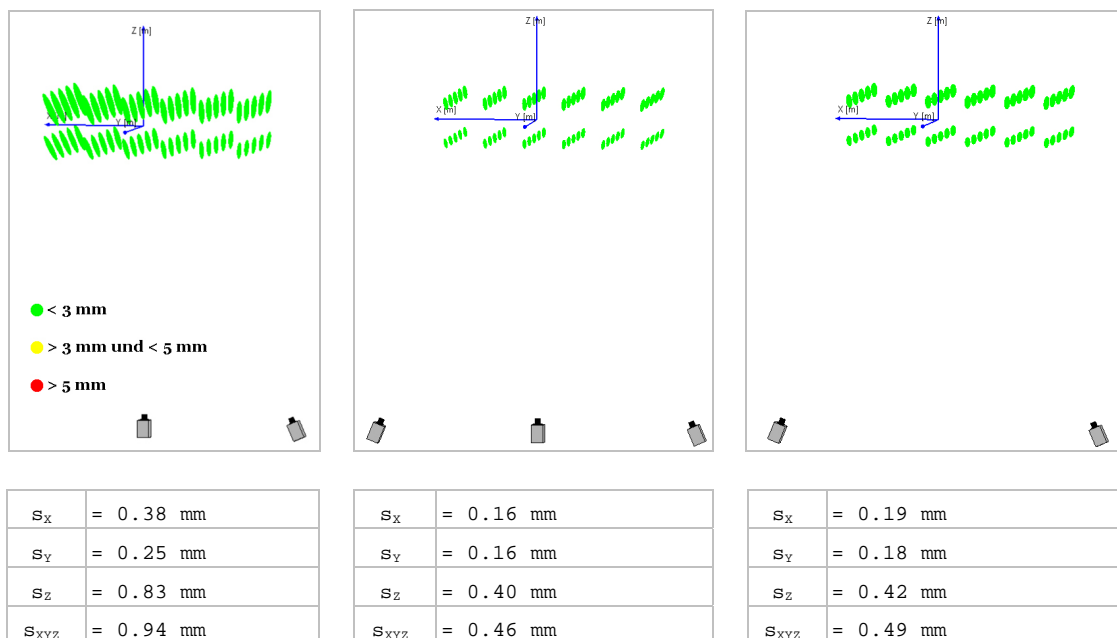 Z [m]
X [m]
Y [m]
< 3 mm
> 3 mm und < 5 mm
> 5 mm
Z [m]
X [m]
Y [m]
Z [m]
X [m]
Y [m]
sX = 0.38 mm
sY = 0.25 mm
sZ = 0.83 mm
sXYZ = 0.94 mm
sX = 0.16 mm
sY = 0.16 mm
sZ = 0.40 mm
sXYZ = 0.46 mm
sX = 0.19 mm
sY = 0.18 mm
sZ = 0.42 mm
sXYZ = 0.49 mm